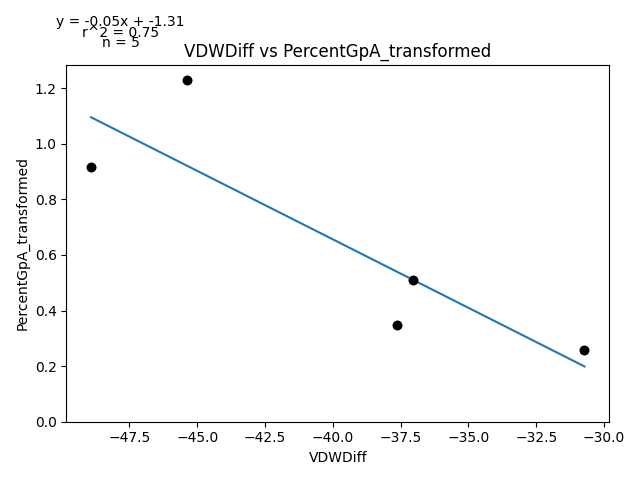 y = -0.05x + -1.31
r^2 = 0.75
n = 5
VDWDiff vs PercentGpA_transformed
PercentGpA_transformed
1.2
1.0
0.8
0.6
0.4
0.2
0.0
−47.5 −45.0 −42.5 −40.0 −37.5 −35.0 −32.5 −30.0
VDWDiff